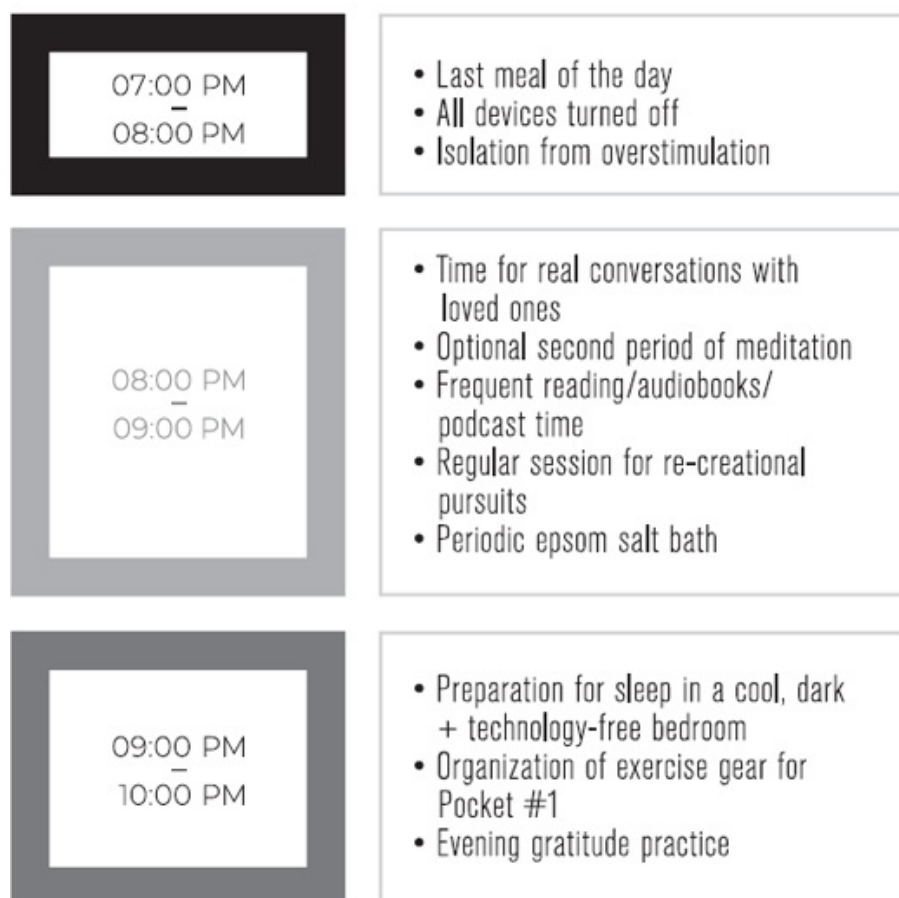 07:00 PM
–
08:00 PM
• Last meal of the day
• All devices turned off
• Isolation from overstimulation
08:00 PM
–
09:00 PM
• Time for real conversations with
loved ones
• Optional second period of meditation
• Frequent reading/audiobooks/
podcast time
• Regular session for re-creational
pursuits
• Periodic epsom salt bath
09:00 PM
–
10:00 PM
• Preparation for sleep in a cool, dark
+ technology-free bedroom
• Organization of exercise gear for
Pocket #1
• Evening gratitude practice